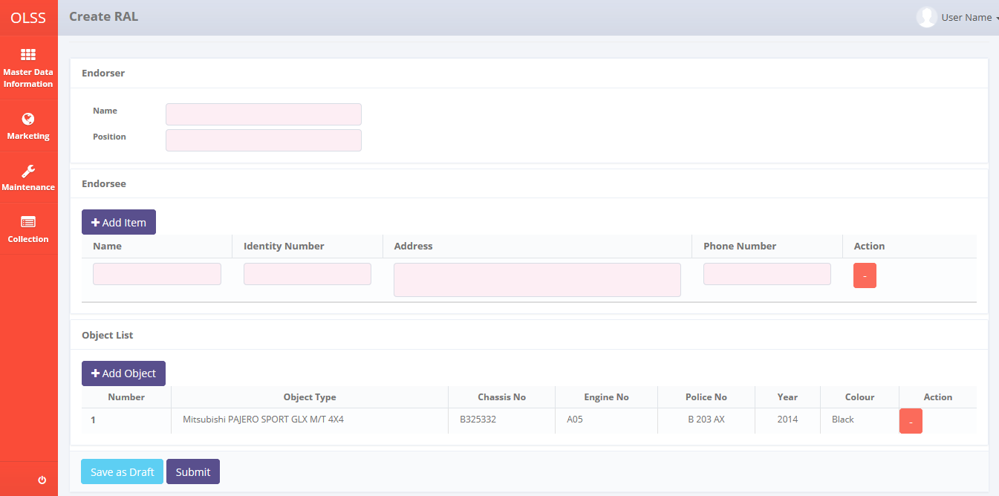 OLSS
Create RAL
User Name
Master Data
Information
Marketing
Maintenance
Collection
Endorser
Name
Position
Endorsee
+ Add Item
Name Identity Number Address Phone Number Action
-
Object List
+ Add Object
Number Object Type Chassis No Engine No Police No Year Colour Action
1 Mitsubishi PAJERO SPORT GLX M/T 4X4 B325332 A05 B 203 AX 2014 Black -
Save as Draft Submit